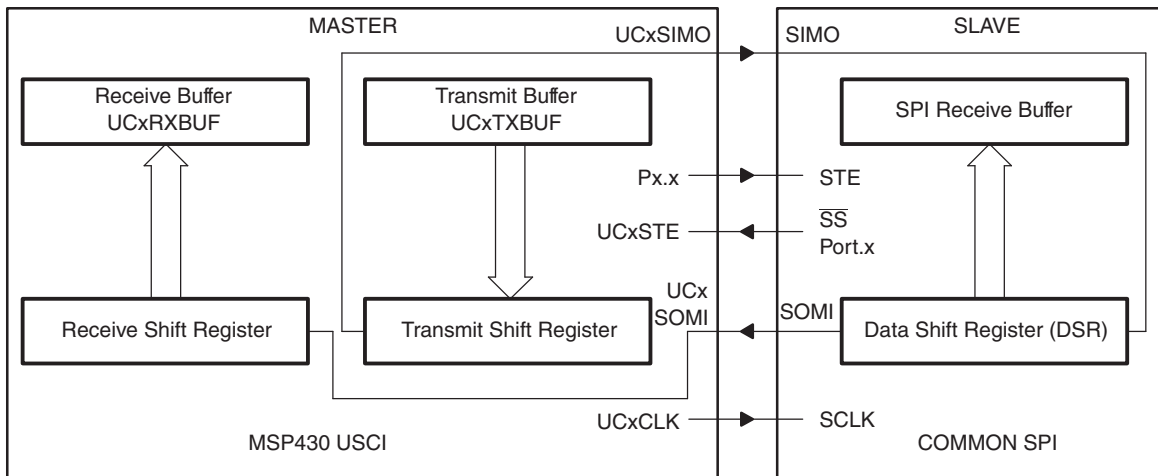 MASTER
UCxSIMO
SIMO
SLAVE
Receive Buffer
UCxRXBUF
Transmit Buffer
UCxTXBUF
SPI Receive Buffer
Px.x
STE
UCxSTE
SS
Port.x
UCx
SOMI
SOMI
Receive Shift Register
Transmit Shift Register
Data Shift Register (DSR)
UCxCLK
SCLK
MSP430 USCI
COMMON SPI